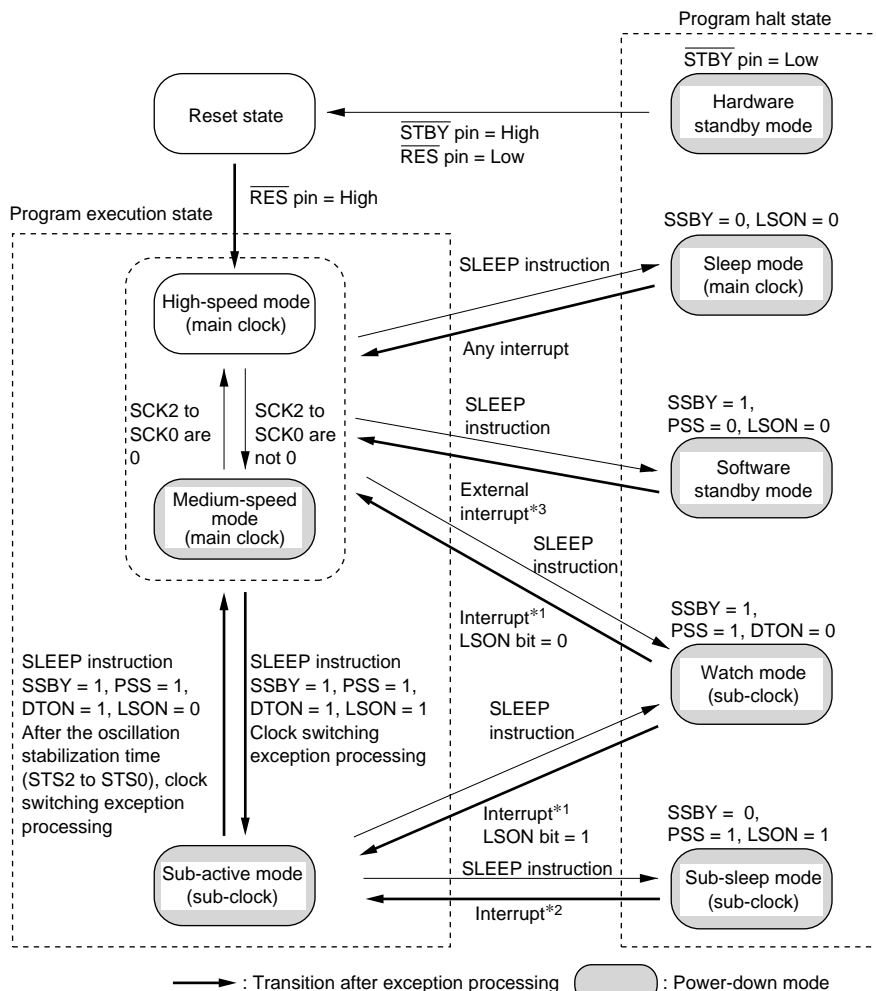 Program halt state
STBY pin = Low
Hardware
standby mode
Reset state
STBY pin = High
RES pin = Low
RES pin = High
Program execution state
SSBY = 0, LSON = 0
SLEEP instruction
Sleep mode
(main clock)
High-speed mode
(main clock)
Any interrupt
SCK2 to
SCK0 are
0
SCK2 to
SCK0 are
not 0
SLEEP
instruction
SSBY = 1,
PSS = 0, LSON = 0
Software
standby mode
Medium-speed
mode
(main clock)
External
interrupt*3
SLEEP
instruction
Interrupt*1
LSON bit = 0
SSBY = 1,
PSS = 1, DTON = 0
Watch mode
(sub-clock)
SLEEP instruction
SSBY = 1, PSS = 1,
DTON = 1, LSON = 0
After the oscillation
stabilization time
(STS2 to STS0), clock
switching exception
processing
SLEEP instruction
SSBY = 1, PSS = 1,
DTON = 1, LSON = 1
Clock switching
exception processing
SLEEP
instruction
Interrupt*1
LSON bit = 1
SSBY = 0,
PSS = 1, LSON = 1
SLEEP instruction
Sub-active mode
(sub-clock)
Sub-sleep mode
(sub-clock)
Interrupt*2
: Transition after exception processing
: Power-down mode